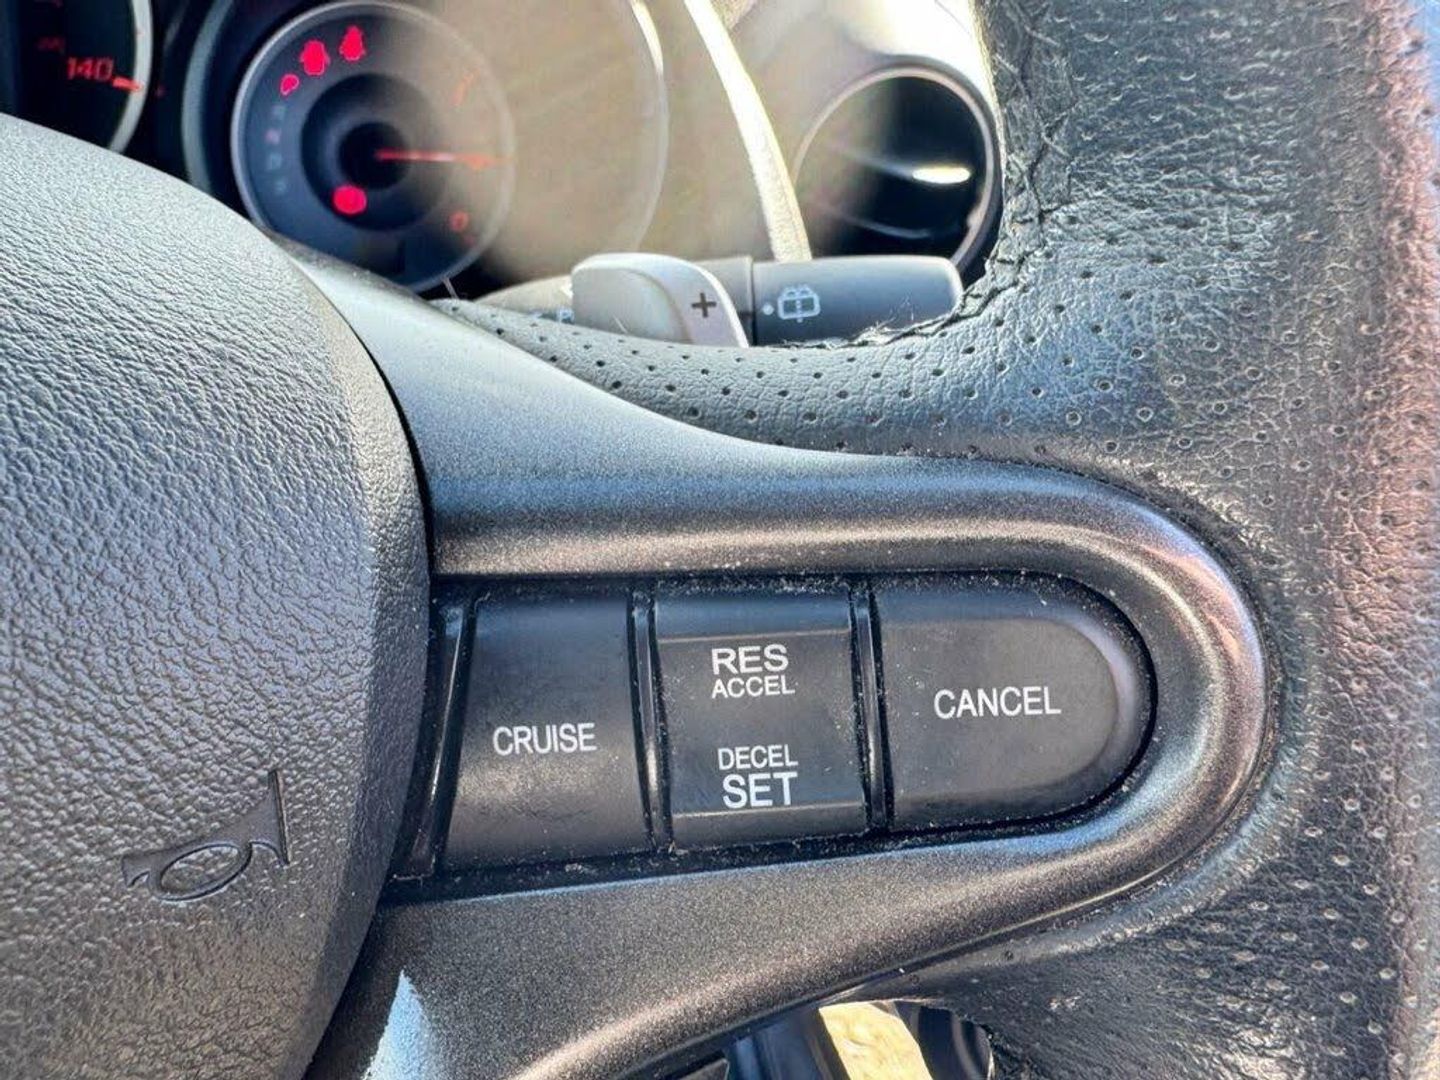 140
+
CRUISE
RES
ACCEL
DECEL
SET
CANCEL